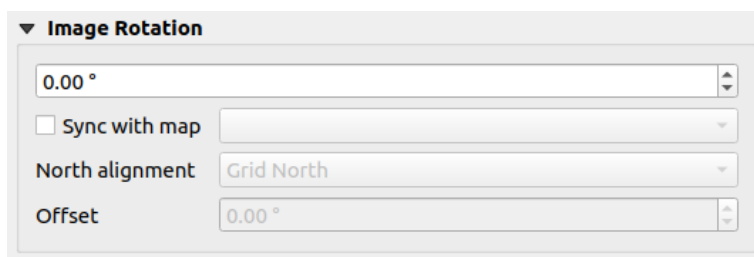 Image Rotation
0.00 °
Sync with map
North alignment Grid North
Offset 0.00 °